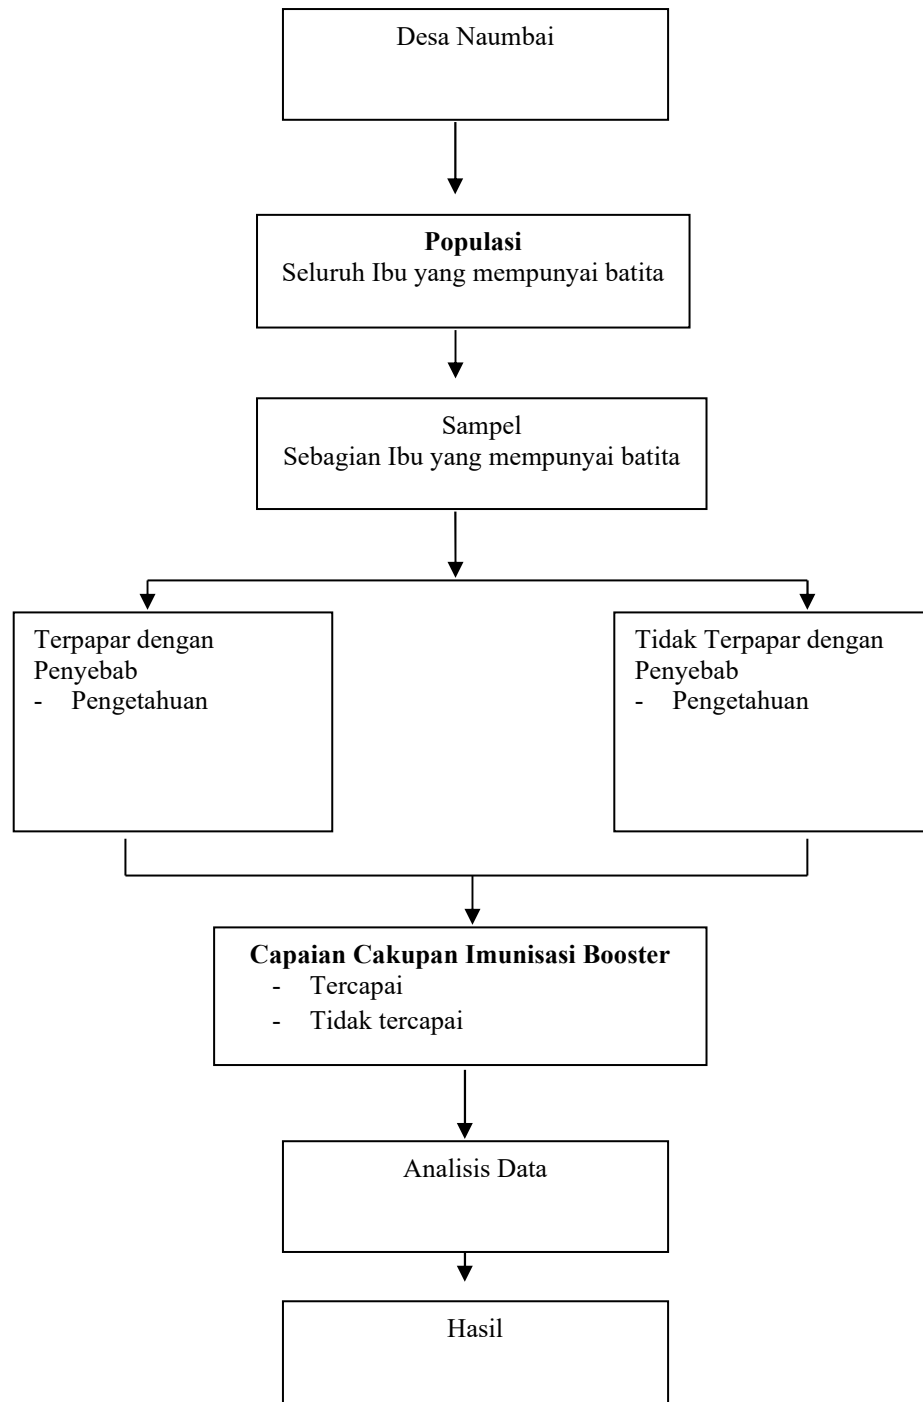 Desa Naumbai
Populasi
Seluruh Ibu yang mempunyai batita
Sampel
Sebagian Ibu yang mempunyai batita
Terpapar dengan
Penyebab
- Pengetahuan
Tidak Terpapar dengan
Penyebab
- Pengetahuan
Capaian Cakupan Imunisasi Booster
- Tercapai
- Tidak tercapai
Analisis Data
Hasil